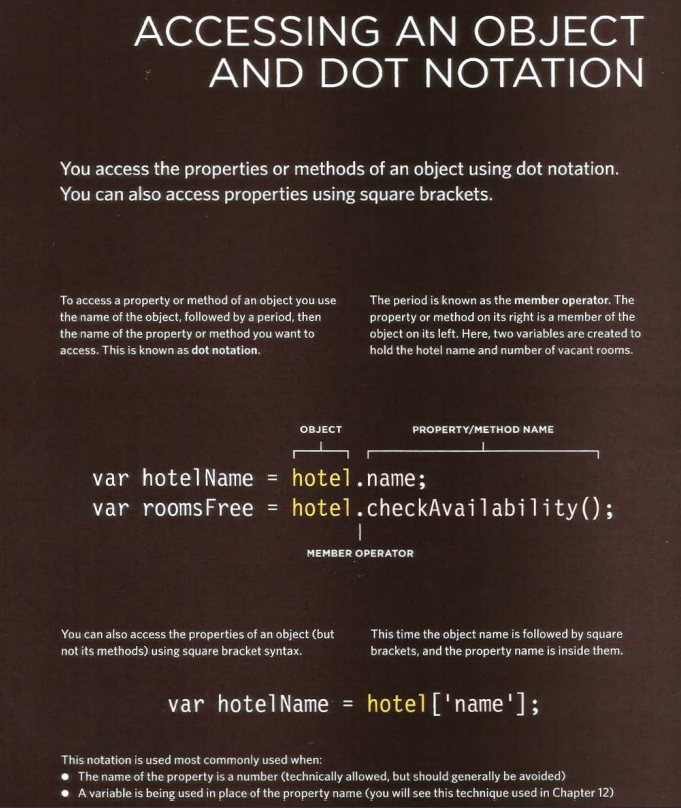 ACCESSING AN OBJECT
AND DOT NOTATION
You access the properties or methods of an object using dot notation.
You can also access properties using square brackets.
To access a property or method of an object you use
the name of the object, followed by a period, then
the name of the property or method you want to
access. This is known as dot notation.
The period is known as the member operator. The
property or method on its right is a member of the
object on its left. Here, two variables are created to
hold the hotel name and number of vacant rooms.
OBJECT
PROPERTY/METHOD NAME
var hotelName = hotel.name;
var roomsFree = hotel.checkAvailability();
MEMBER OPERATOR
You can also access the properties of an object (but
not its methods) using square bracket syntax.
This time the object name is followed by square
brackets, and the property name is inside them.
var hotelName = hotel['name'];
This notation is used most commonly used when:
● The name of the property is a number (technically allowed, but should generally be avoided)
● A variable is being used in place of the property name (you will see this technique used in Chapter 12)